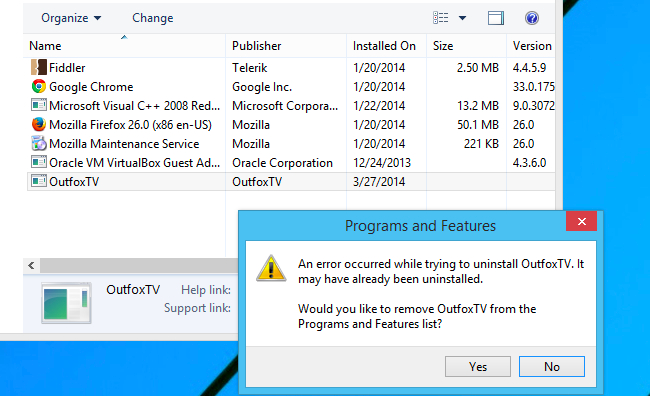 Organize Change
Name Publisher Installed On Size Version
Fiddler Telerik 1/20/2014 2.50 MB 4.4.5.9
Google Chrome Google Inc. 1/20/2014 33.0.175
Microsoft Visual C++ 2008 Red... Microsoft Corpora... 1/22/2014 13.2 MB 9.0.3072
Mozilla Firefox 26.0 (x86 en-US) Mozilla 1/20/2014 50.1 MB 26.0
Mozilla Maintenance Service Mozilla 1/20/2014 221 KB 26.0
Oracle VM VirtualBox Guest Ad... Oracle Corporation 12/24/2013 4.3.6.0
OutfoxTV OutfoxTV 3/27/2014
OutfoxTV Help link:
Support link:
Programs and Features
An error occurred while trying to uninstall OutfoxTV. It
may have already been uninstalled.
Would you like to remove OutfoxTV from the
Programs and Features list?
Yes No